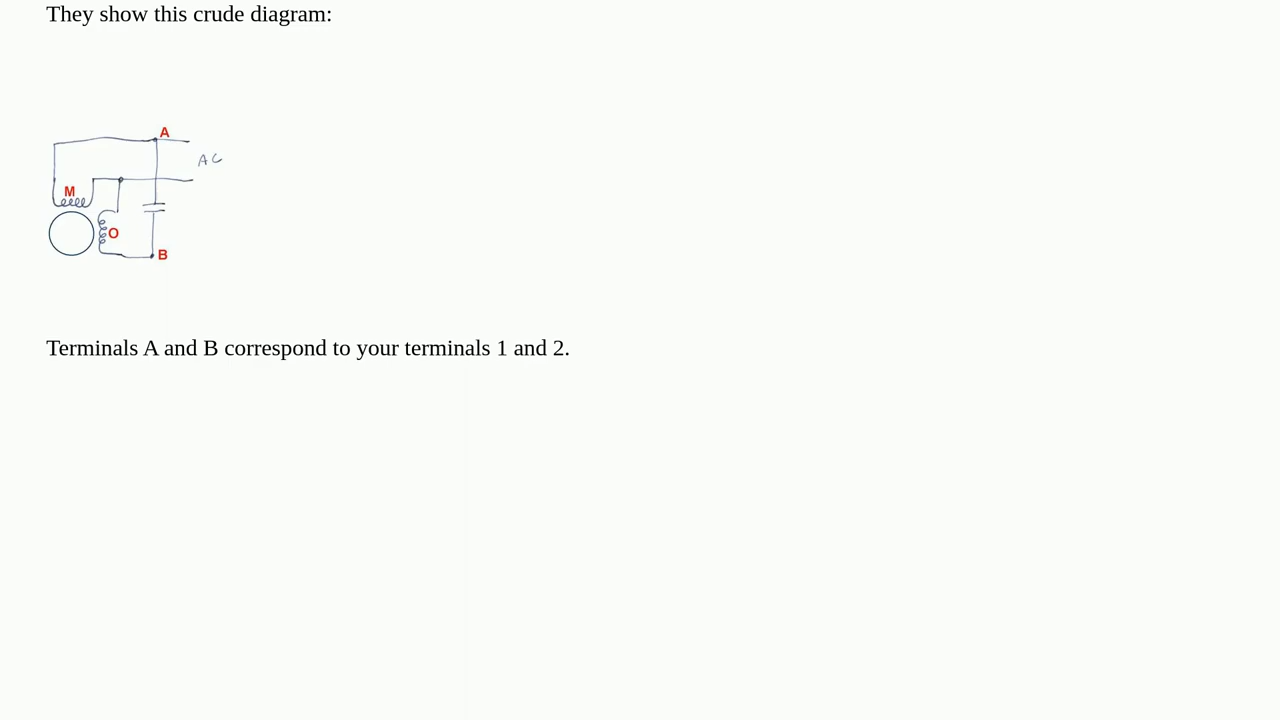 They show this crude diagram:
A
AC
M
O
B
Terminals A and B correspond to your terminals 1 and 2.